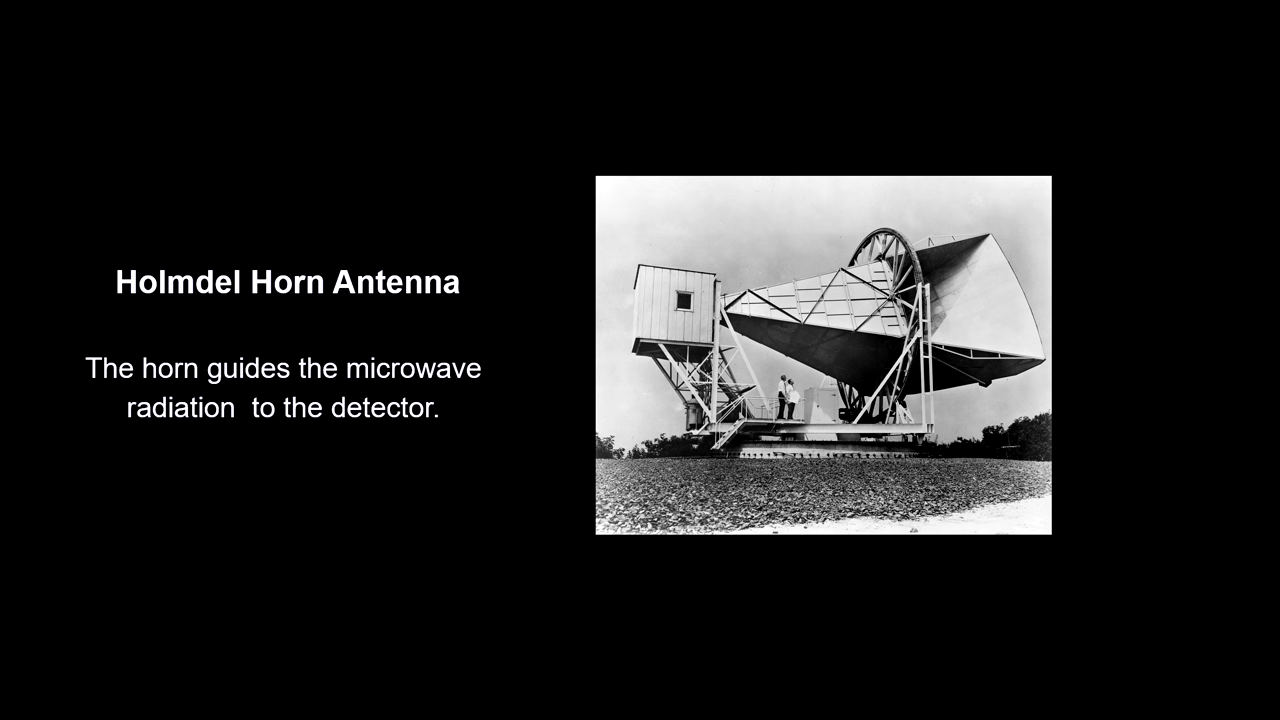 Holmdel Horn Antenna
The horn guides the microwave
radiation  to the detector.